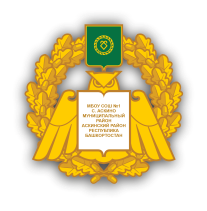 МБОУ СОШ №1
С. АСКИНО
МУНИЦИПАЛЬНЫЙ
РАЙОН
АСКИНСКИЙ РАЙОН
РЕСПУБЛИКА
БАШКОРТОСТАН